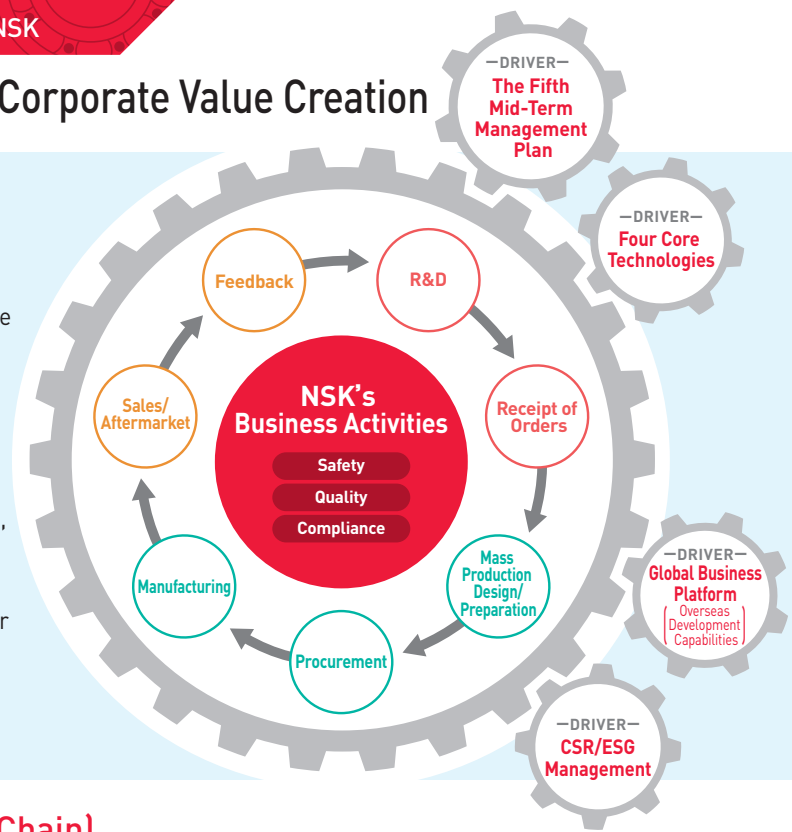 NSK
Corporate Value Creation
—DRIVER—
The Fifth
Mid-Term
Management
Plan
—DRIVER—
Four Core
Technologies
Feedback
R&D
e
Sales/
Aftermarket
NSK's
Business Activities
Safety
Quality
Compliance
Receipt of
Orders
,
Manufacturing
Mass
Production
Design/
Preparation
r
Procurement
—DRIVER—
Global Business
Platform
(Overseas
Development
Capabilities)
—DRIVER—
CSR/ESG
Management
Chain)